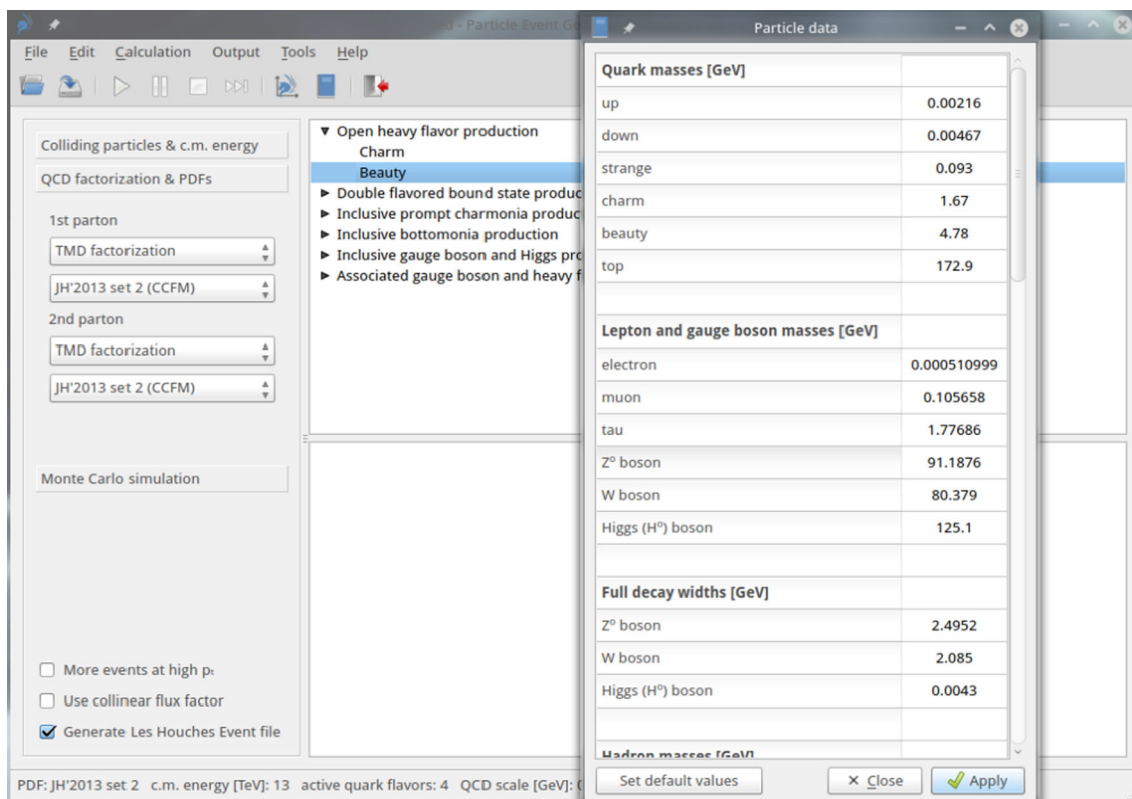 - Particle Event Ge
Particle data
File Edit Calculation Output Tools Help
Colliding particles & c.m. energy
QCD factorization & PDFs
1st parton
TMD factorization
JH'2013 set 2 (CCFM)
2nd parton
TMD factorization
JH'2013 set 2 (CCFM)
Monte Carlo simulation
More events at high pₜ
Use collinear flux factor
Generate Les Houches Event file
▼ Open heavy flavor production
Charm
Beauty
► Double flavored bound state produc
► Inclusive prompt charmonia produc
► Inclusive bottomonia production
► Inclusive gauge boson and Higgs pro
► Associated gauge boson and heavy f
Quark masses [GeV]
up 0.00216
down 0.00467
strange 0.093
charm 1.67
beauty 4.78
top 172.9
Lepton and gauge boson masses [GeV]
electron 0.000510999
muon 0.105658
tau 1.77686
Z⁰ boson 91.1876
W boson 80.379
Higgs (H⁰) boson 125.1
Full decay widths [GeV]
Z⁰ boson 2.4952
W boson 2.085
Higgs (H⁰) boson 0.0043
Hadron masses [GeV]
Set default values Close Apply
PDF: JH'2013 set 2 c.m. energy [TeV]: 13 active quark flavors: 4 QCD scale [GeV]: